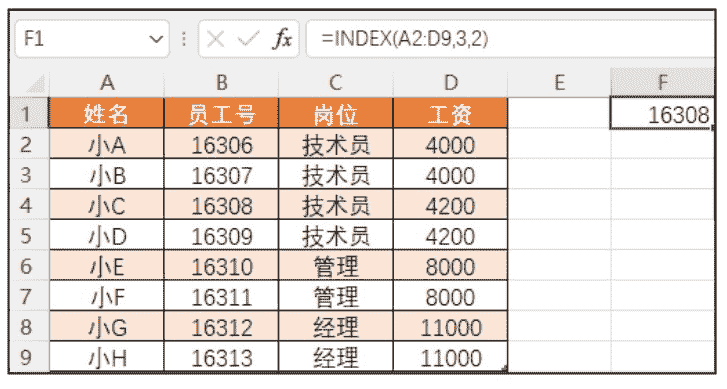 F1 fx =INDEX(A2:D9,3,2)
A B C D E F
1 姓名 员工号 岗位 工资 16308
2 小A 16306 技术员 4000
3 小B 16307 技术员 4000
4 小C 16308 技术员 4200
5 小D 16309 技术员 4200
6 小E 16310 管理 8000
7 小F 16311 管理 8000
8 小G 16312 经理 11000
9 小H 16313 经理 11000